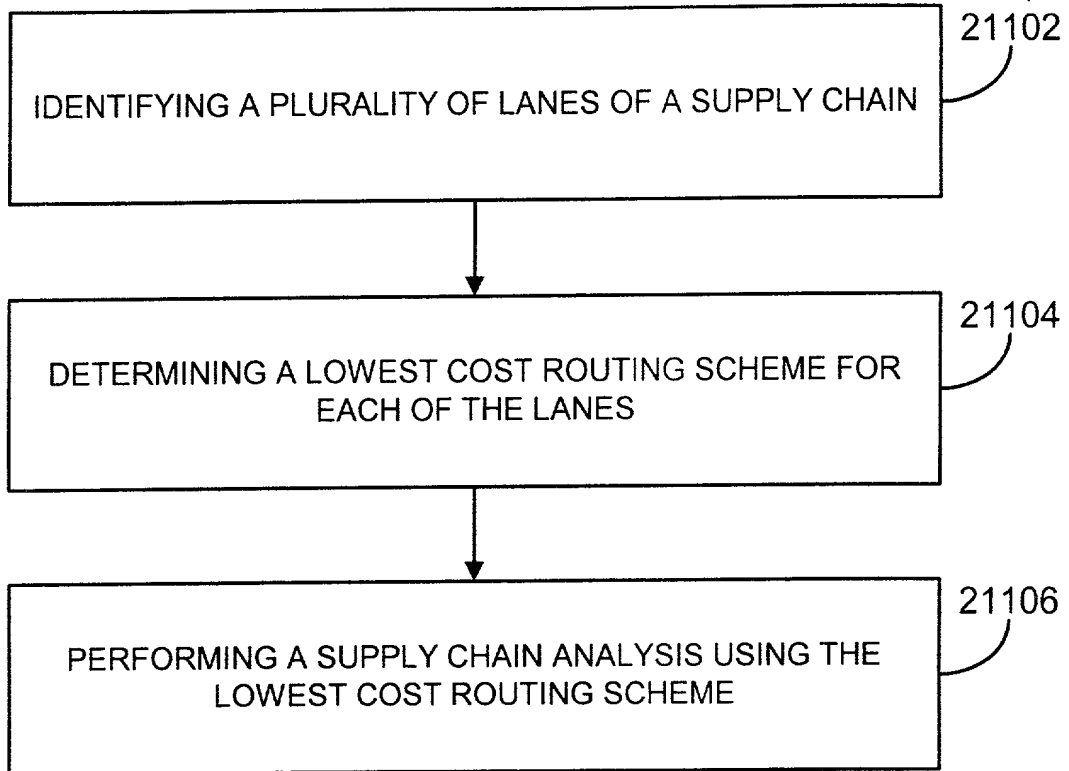 21102
IDENTIFYING A PLURALITY OF LANES OF A SUPPLY CHAIN
21104
DETERMINING A LOWEST COST ROUTING SCHEME FOR
EACH OF THE LANES
21106
PERFORMING A SUPPLY CHAIN ANALYSIS USING THE
LOWEST COST ROUTING SCHEME